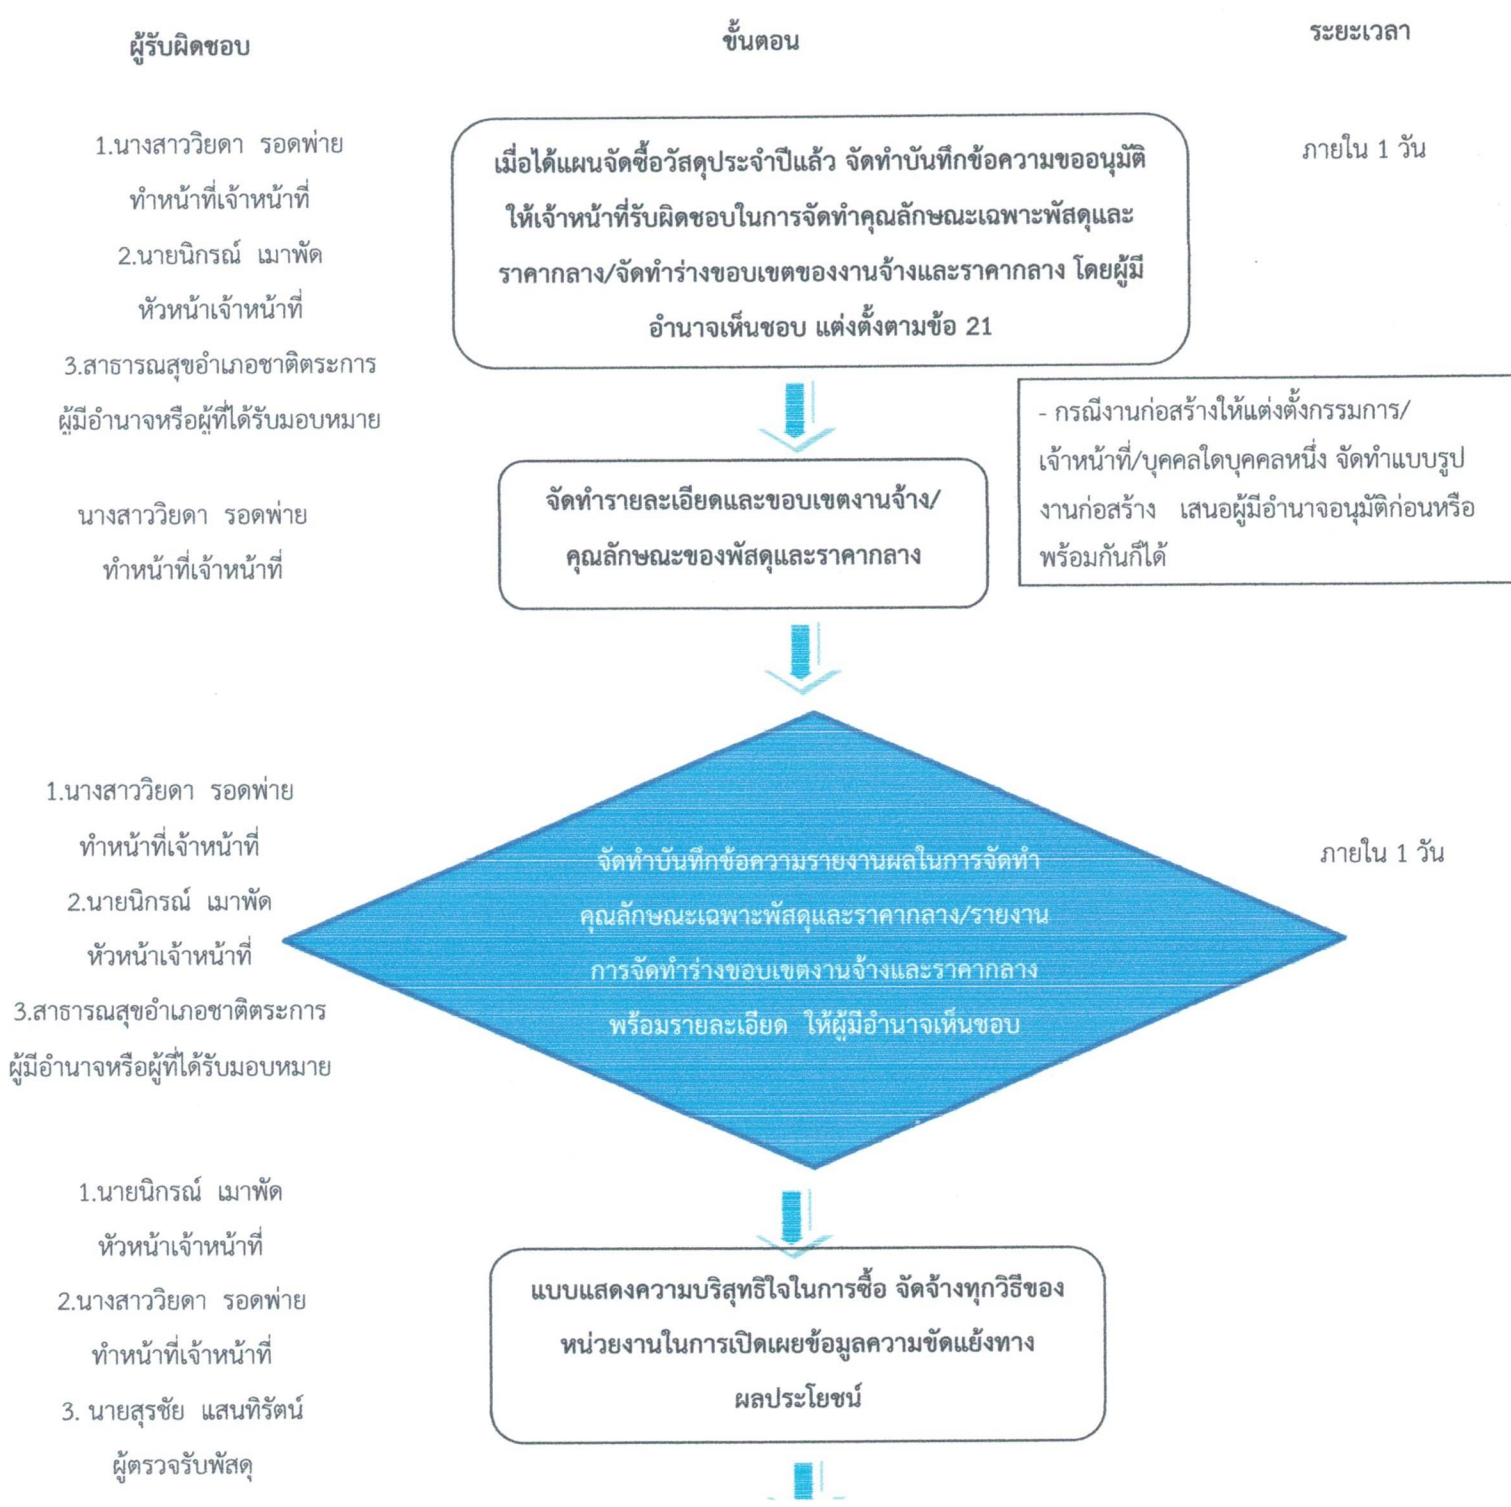 ผู้รับผิดชอบ
ขั้นตอน
ระยะเวลา
1.นางสาววิยดา รอดพ่าย
ทำหน้าที่เจ้าหน้าที่
2.นายนิกรณ์ เมาพัด
หัวหน้าเจ้าหน้าที่
3.สาธารณสุขอำเภอชาติตระการ
ผู้มีอำนาจหรือผู้ที่ได้รับมอบหมาย
เมื่อได้แผนจัดซื้อวัสดุประจำปีแล้ว จัดทำบันทึกข้อความขออนุมัติ
ให้เจ้าหน้าที่รับผิดชอบในการจัดทำคุณลักษณะเฉพาะพัสดุและ
ราคากลาง/จัดทำร่างขอบเขตของงานจ้างและราคากลาง โดยผู้มี
อำนาจเห็นชอบ แต่งตั้งตามข้อ 21
ภายใน 1 วัน
- กรณีงานก่อสร้างให้แต่งตั้งกรรมการ/
เจ้าหน้าที่/บุคคลใดบุคคลหนึ่ง จัดทำแบบรูป
งานก่อสร้าง เสนอผู้มีอำนาจอนุมัติก่อนหรือ
พร้อมกันก็ได้
นางสาววิยดา รอดพ่าย
ทำหน้าที่เจ้าหน้าที่
จัดทำรายละเอียดและขอบเขตงานจ้าง/
คุณลักษณะของพัสดุและราคากลาง
1.นางสาววิยดา รอดพ่าย
ทำหน้าที่เจ้าหน้าที่
2.นายนิกรณ์ เมาพัด
หัวหน้าเจ้าหน้าที่
3.สาธารณสุขอำเภอชาติตระการ
ผู้มีอำนาจหรือผู้ที่ได้รับมอบหมาย
จัดทำบันทึกข้อความรายงานผลในการจัดทำ
คุณลักษณะเฉพาะพัสดุและราคากลาง/รายงาน
การจัดทำร่างขอบเขตงานจ้างและราคากลาง
พร้อมรายละเอียด ให้ผู้มีอำนาจเห็นชอบ
ภายใน 1 วัน
1.นายนิกรณ์ เมาพัด
หัวหน้าเจ้าหน้าที่
2.นางสาววิยดา รอดพ่าย
ทำหน้าที่เจ้าหน้าที่
3. นายสุรชัย แสนทิรัตน์
ผู้ตรวจรับพัสดุ
แบบแสดงความบริสุทธิใจในการซื้อ จัดจ้างทุกวิธีของ
หน่วยงานในการเปิดเผยข้อมูลความขัดแย้งทาง
ผลประโยชน์